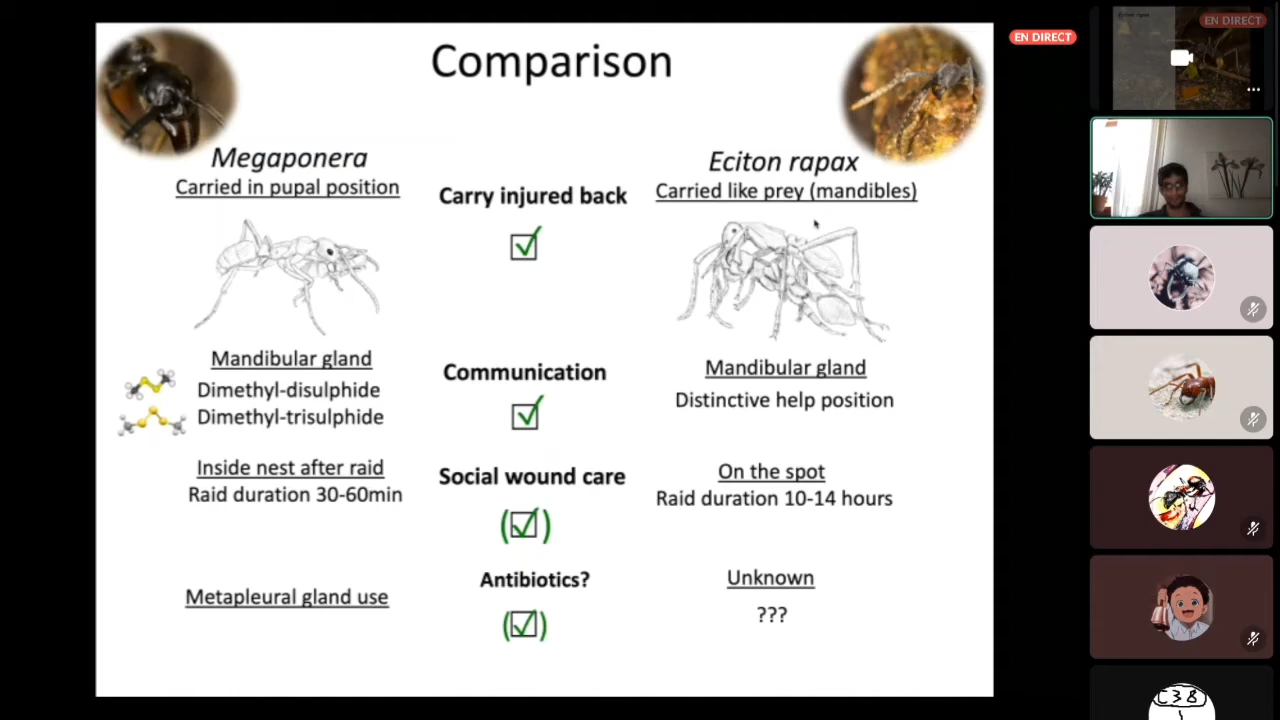 Comparison
EN DIRECT
EN DIRECT
Megaponera
Carried in pupal position
Carry injured back
Eciton rapax
Carried like prey (mandibles)
Mandibular gland
Dimethyl-disulphide
Dimethyl-trisulphide
Communication
Mandibular gland
Distinctive help position
Inside nest after raid
Raid duration 30-60min
Social wound care
On the spot
Raid duration 10-14 hours
Metapleural gland use
Antibiotics?
Unknown
???
C38